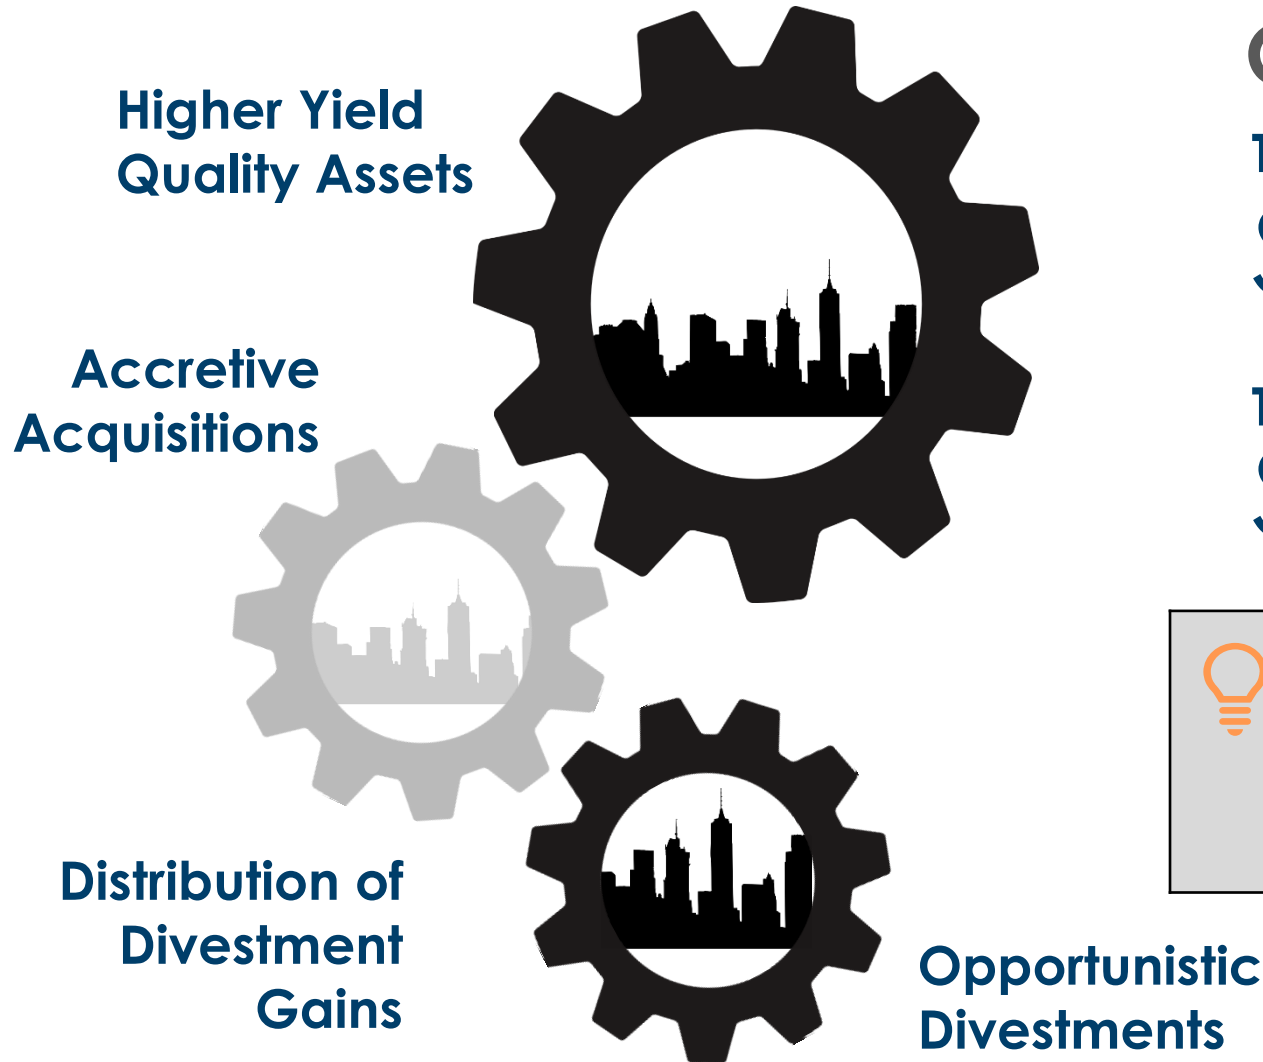 Higher Yield
Quality Assets
Accretive
Acquisitions
Distribution of
Divestment
Gains
Opportunistic
Divestments